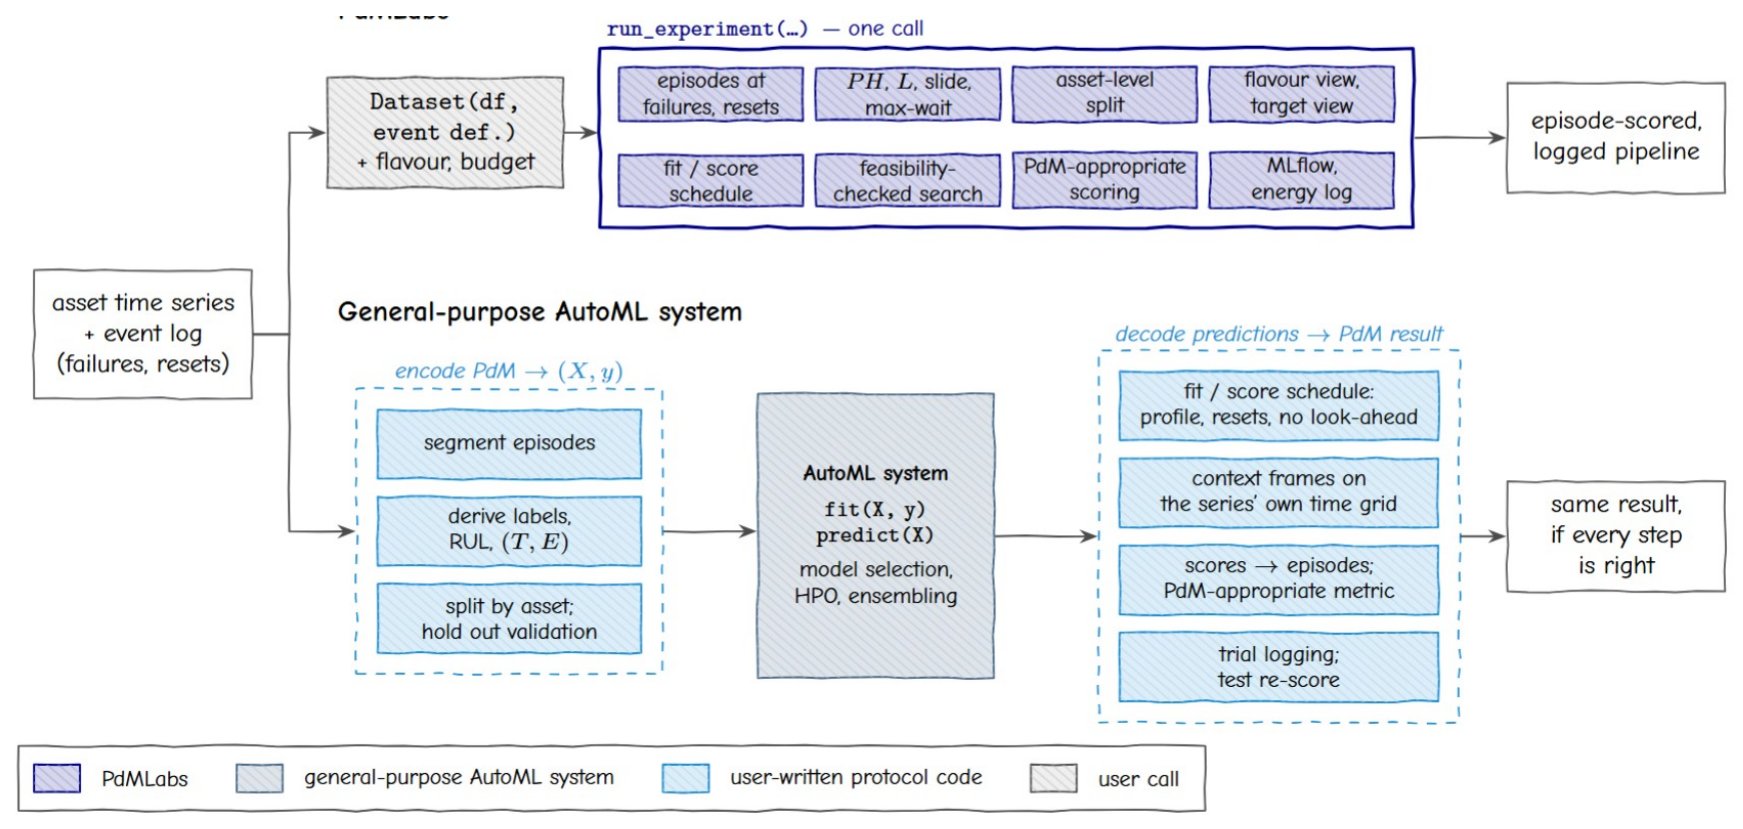 run_experiment(…) — one call
Dataset(df,
event def.)
+ flavour, budget
episodes at
failures, resets
PH, L, slide,
max-wait
asset-level
split
flavour view,
target view
fit / score
schedule
feasibility-
checked search
PdM-appropriate
scoring
MLflow,
energy log
episode-scored,
logged pipeline
asset time series
+ event log
(failures, resets)
General-purpose AutoML system
encode PdM → (X, y)
segment episodes
derive labels,
RUL, (T, E)
split by asset;
hold out validation
AutoML system
fit(X, y)
predict(X)
model selection,
HPO, ensembling
decode predictions → PdM result
fit / score schedule:
profile, resets, no look-ahead
context frames on
the series' own time grid
scores → episodes;
PdM-appropriate metric
trial logging;
test re-score
same result,
if every step
is right
PdMLabs
general-purpose AutoML system
user-written protocol code
user call